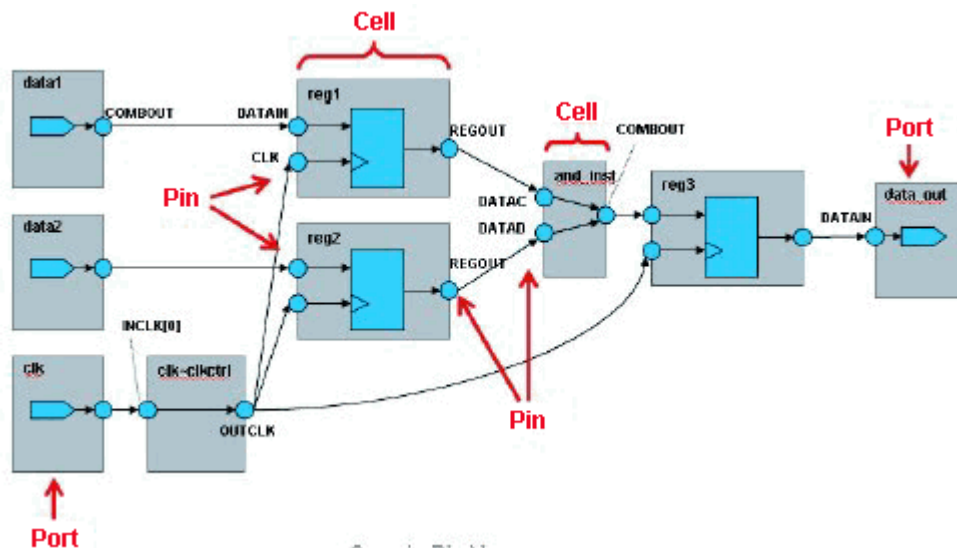 Cell
data1
COMBOUT
DATAIN
reg1
CLK
REGOUT
Cell
COMBOUT
Port
and_inst
reg3
data_out
Pin
DATAC
DATAD
DATAIN
data2
reg2
REGOUT
INCLK[0]
clk
clk~clkctrl
OUTCLK
Pin
Port